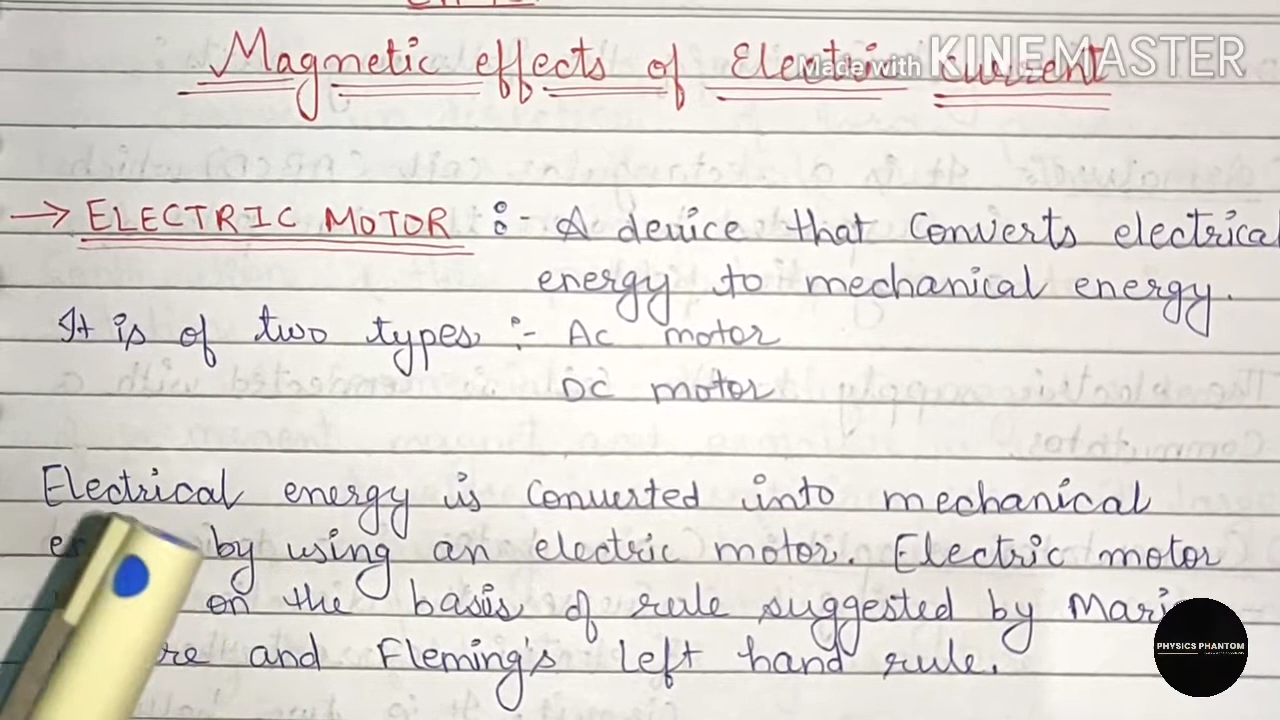 Magnetic effects of Electric current
Made with KINEMASTER
→ ELECTRIC MOTOR :- A device that converts electrical
energy to mechanical energy.
It is of two types :- AC motor
DC motor
Electrical energy is converted into mechanical
by using an electric motor. Electric motor
on the basis of rule suggested by
and Fleming's left hand rule.
PHYSICS PHANTOM